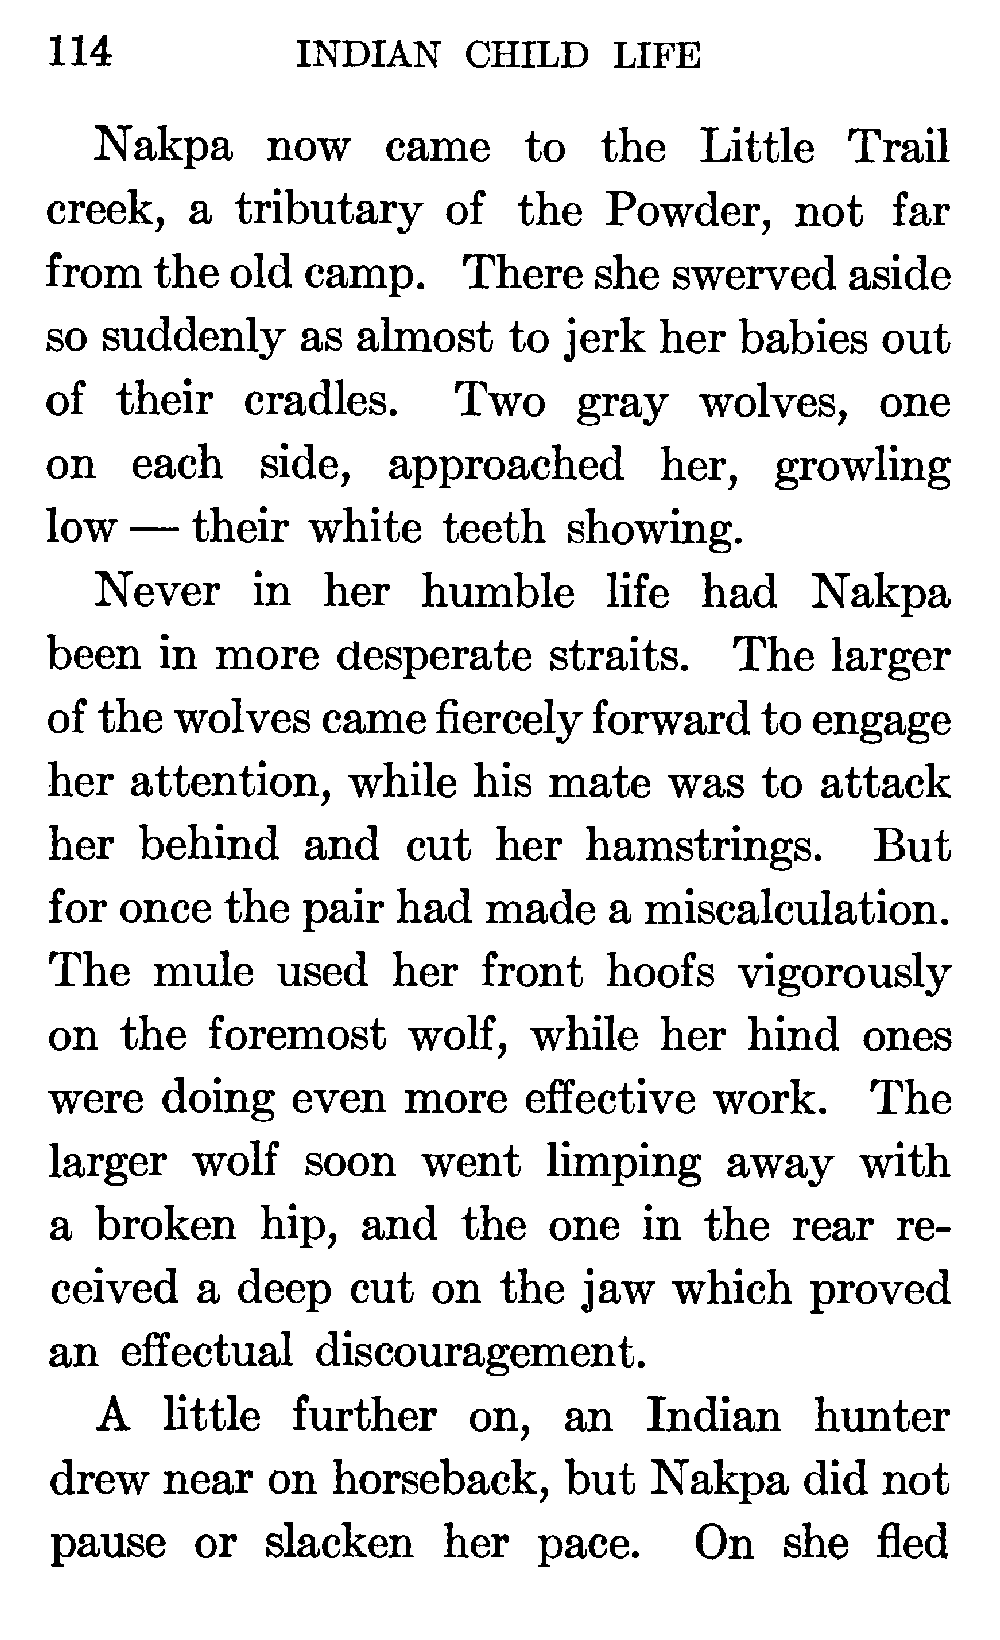 114 INDIAN CHILD LIFE
Nakpa now came to the Little Trail
creek, a tributary of the Powder, not far
from the old camp. There she swerved aside
so suddenly as almost to jerk her babies out
of their cradles. Two gray wolves, one
on each side, approached her, growling
low — their white teeth showing.
Never in her humble life had Nakpa
been in more desperate straits. The larger
of the wolves came fiercely forward to engage
her attention, while his mate was to attack
her behind and cut her hamstrings. But
for once the pair had made a miscalculation.
The mule used her front hoofs vigorously
on the foremost wolf, while her hind ones
were doing even more effective work. The
larger wolf soon went limping away with
a broken hip, and the one in the rear re-
ceived a deep cut on the jaw which proved
an effectual discouragement.
A little further on, an Indian hunter
drew near on horseback, but Nakpa did not
pause or slacken her pace. On she fled